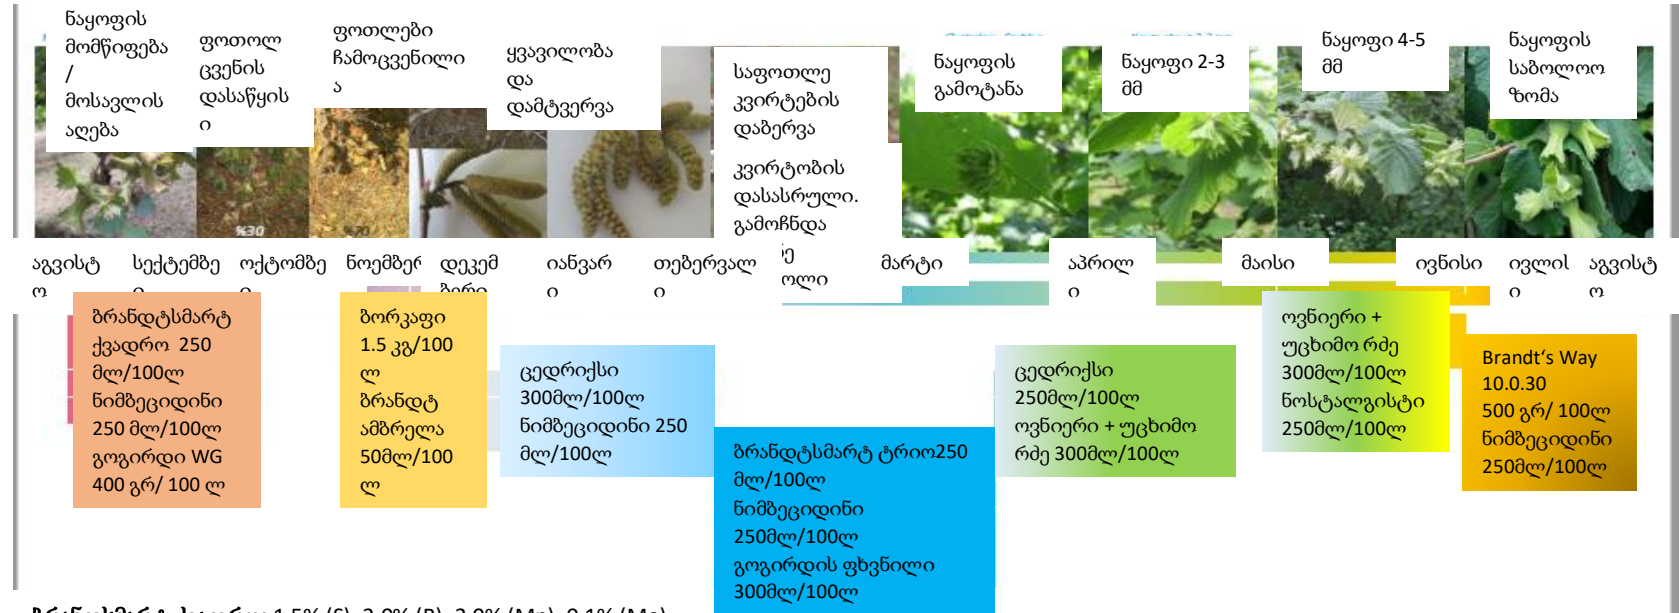 ნაყოფის
მომწიფება
/
მოსავლის
აღება
ფოთოლ
ცვენის
დასაწყის
ი
ფოთლები
ჩამოცვენილი
ა
ყვავილობა
და
დამტვერვა
საფოთლე
კვირტების
დაბერვა
კვირტობის
დასასრული.
გამოჩნდა
ოლი
ნაყოფის
გამოტანა
ნაყოფი 2-3
მმ
ნაყოფი 4-5
მმ
ნაყოფის
საბოლოო
ზომა
%30
აგვისტ
ო
სექტემბე
ოქტომბე
ნოემბერ
დეკემ
ბერი
იანვარ
ი
თებერვალ
ი
მარტი
აპრილ
ი
მაისი
ივნისი
ივლის
ი
აგვისტ
ო
ბრანდტსმარტ
ქვადრო 250
მლ/100ლ
ნიმბეციდინი
250 მლ/100ლ
გოგირდი WG
400 გრ/ 100 ლ
ბორკაფი
1.5 კგ/100
ლ
ბრანდტ
ამბრელა
50მლ/100
ლ
ცედრიქსი
300მლ/100ლ
ნიმბეციდინი 250
მლ/100ლ
ბრანდტსმარტ ტრიო250
მლ/100ლ
ნიმბეციდინი
250მლ/100ლ
გოგირდის ფხვნილი
300მლ/100ლ
ცედრიქსი
250მლ/100ლ
ოვნიერი + უცხიმო
რძე 300მლ/100ლ
ოვნიერი +
უცხიმო რძე
300მლ/100ლ
ნოსტალგისტი
250მლ/100ლ
Brandt‘s Way
10.0.30
500 გრ/ 100ლ
ნიმბეციდინი
250მლ/100ლ